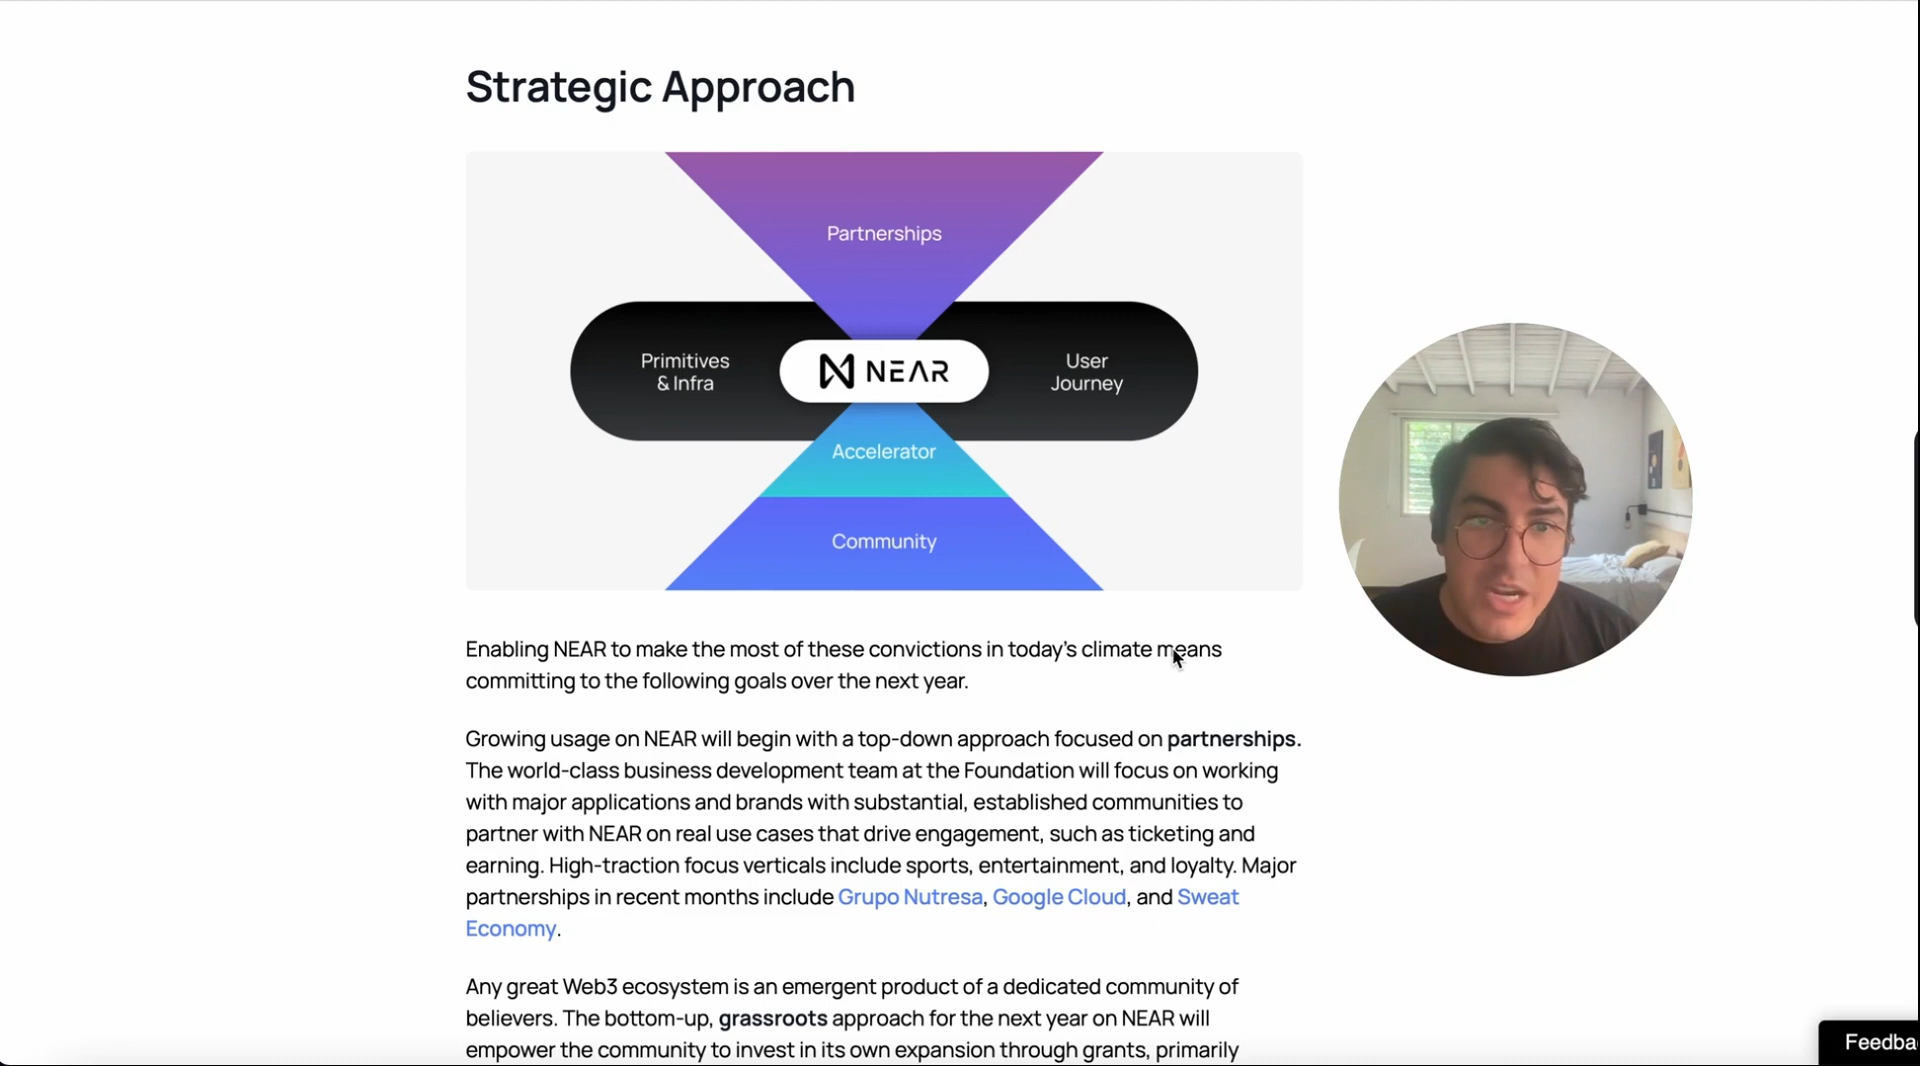 Strategic Approach
Partnerships
Primitives
& Infra
NEAR
User
Journey
Accelerator
Community
Enabling NEAR to make the most of these convictions in today's climate means
committing to the following goals over the next year.
Growing usage on NEAR will begin with a top-down approach focused on partnerships.
The world-class business development team at the Foundation will focus on working
with major applications and brands with substantial, established communities to
partner with NEAR on real use cases that drive engagement, such as ticketing and
earning. High-traction focus verticals include sports, entertainment, and loyalty. Major
partnerships in recent months include Grupo Nutresa, Google Cloud, and Sweat
Economy.
Any great Web3 ecosystem is an emergent product of a dedicated community of
believers. The bottom-up, grassroots approach for the next year on NEAR will
empower the community to invest in its own expansion through grants, primarily
Feedba